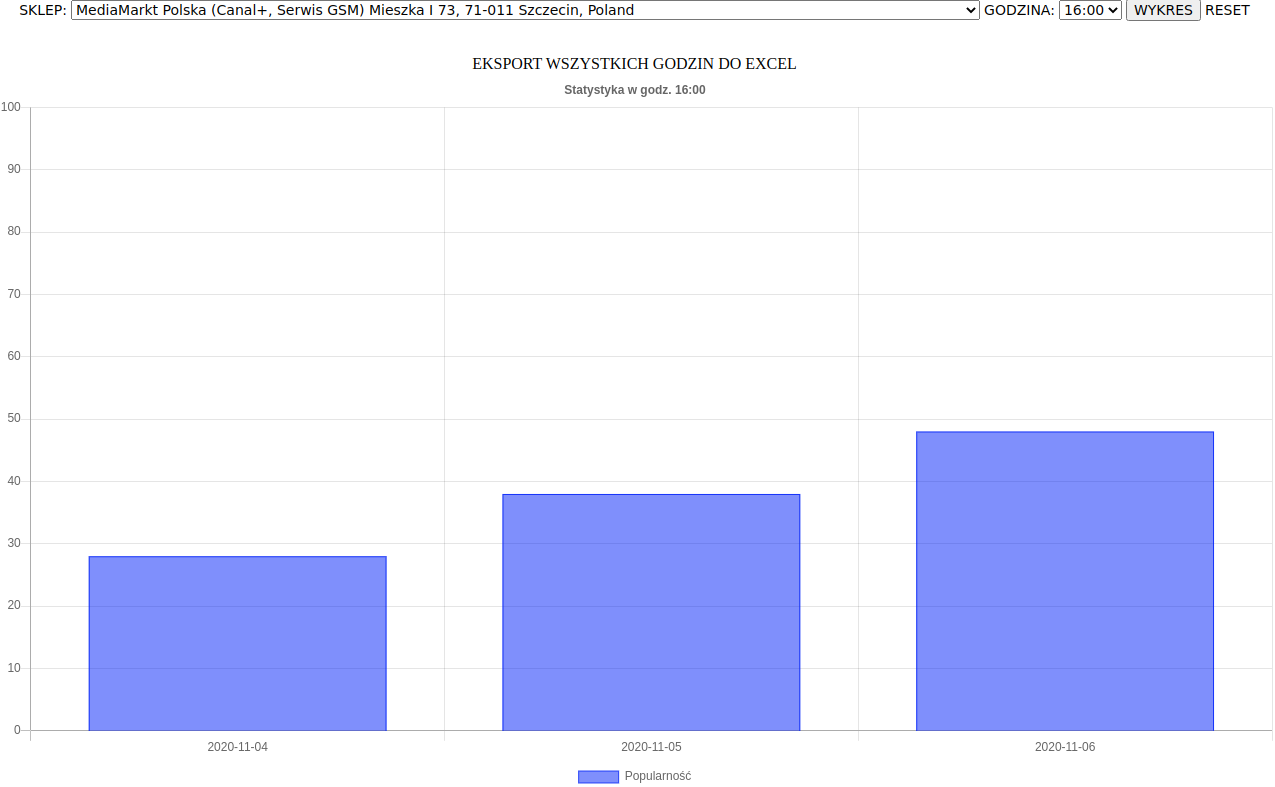 SKLEP: MediaMarkt Polska (Canal+, Serwis GSM) Mieszka I 73, 71-011 Szczecin, Poland GODZINA: 16:00 WYKRES RESET
EKSPORT WSZYSTKICH GODZIN DO EXCEL
Statystyka w godz. 16:00
100
90
80
70
60
50
40
30
20
10
0
2020-11-04 2020-11-05 2020-11-06
Popularność